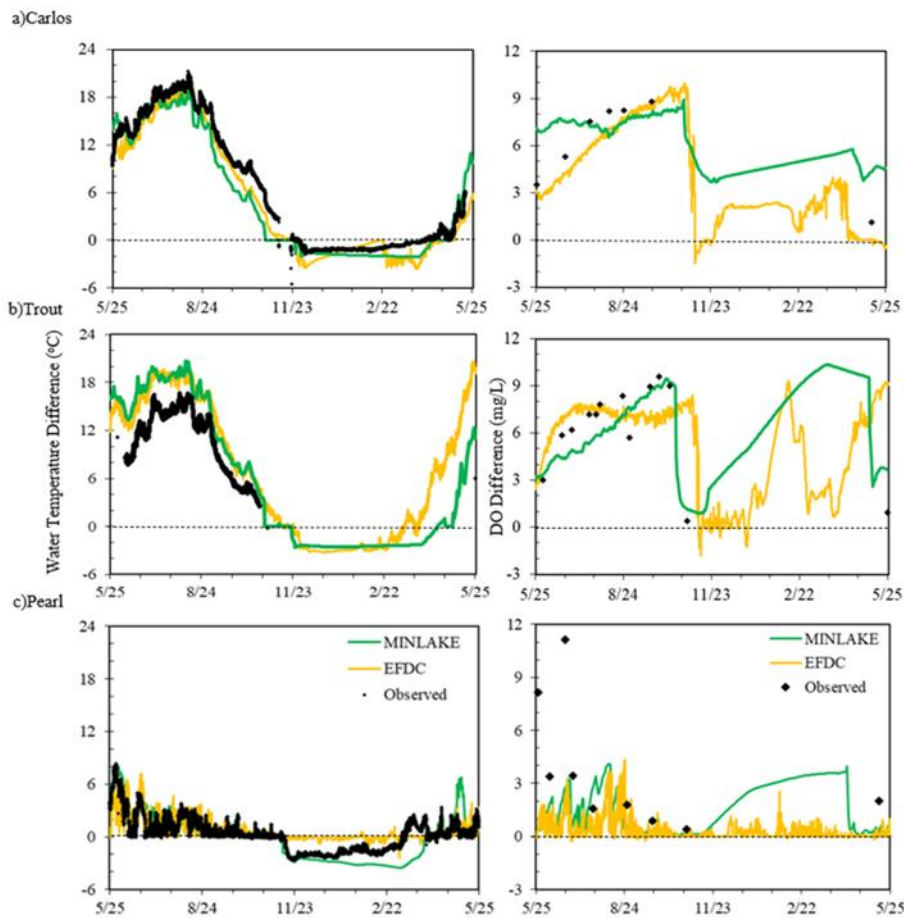 a)Carlos
24
18
12
6
0
-6
5/25 8/24 11/23 2/22 5/25
12
9
6
3
0
-3
5/25 8/24 11/23 2/22 5/25
b)Trout
Water Temperature Difference (°C)
24
18
12
6
0
-6
5/25 8/24 11/23 2/22 5/25
DO Difference (mg/L)
12
9
6
3
0
-3
5/25 8/24 11/23 2/22 5/25
c)Pearl
24
18
12
6
0
-6
MINLAKE
EFDC
Observed
5/25 8/24 11/23 2/22 5/25
12
9
6
3
0
-3
MINLAKE
EFDC
Observed
5/25 8/24 11/23 2/22 5/25